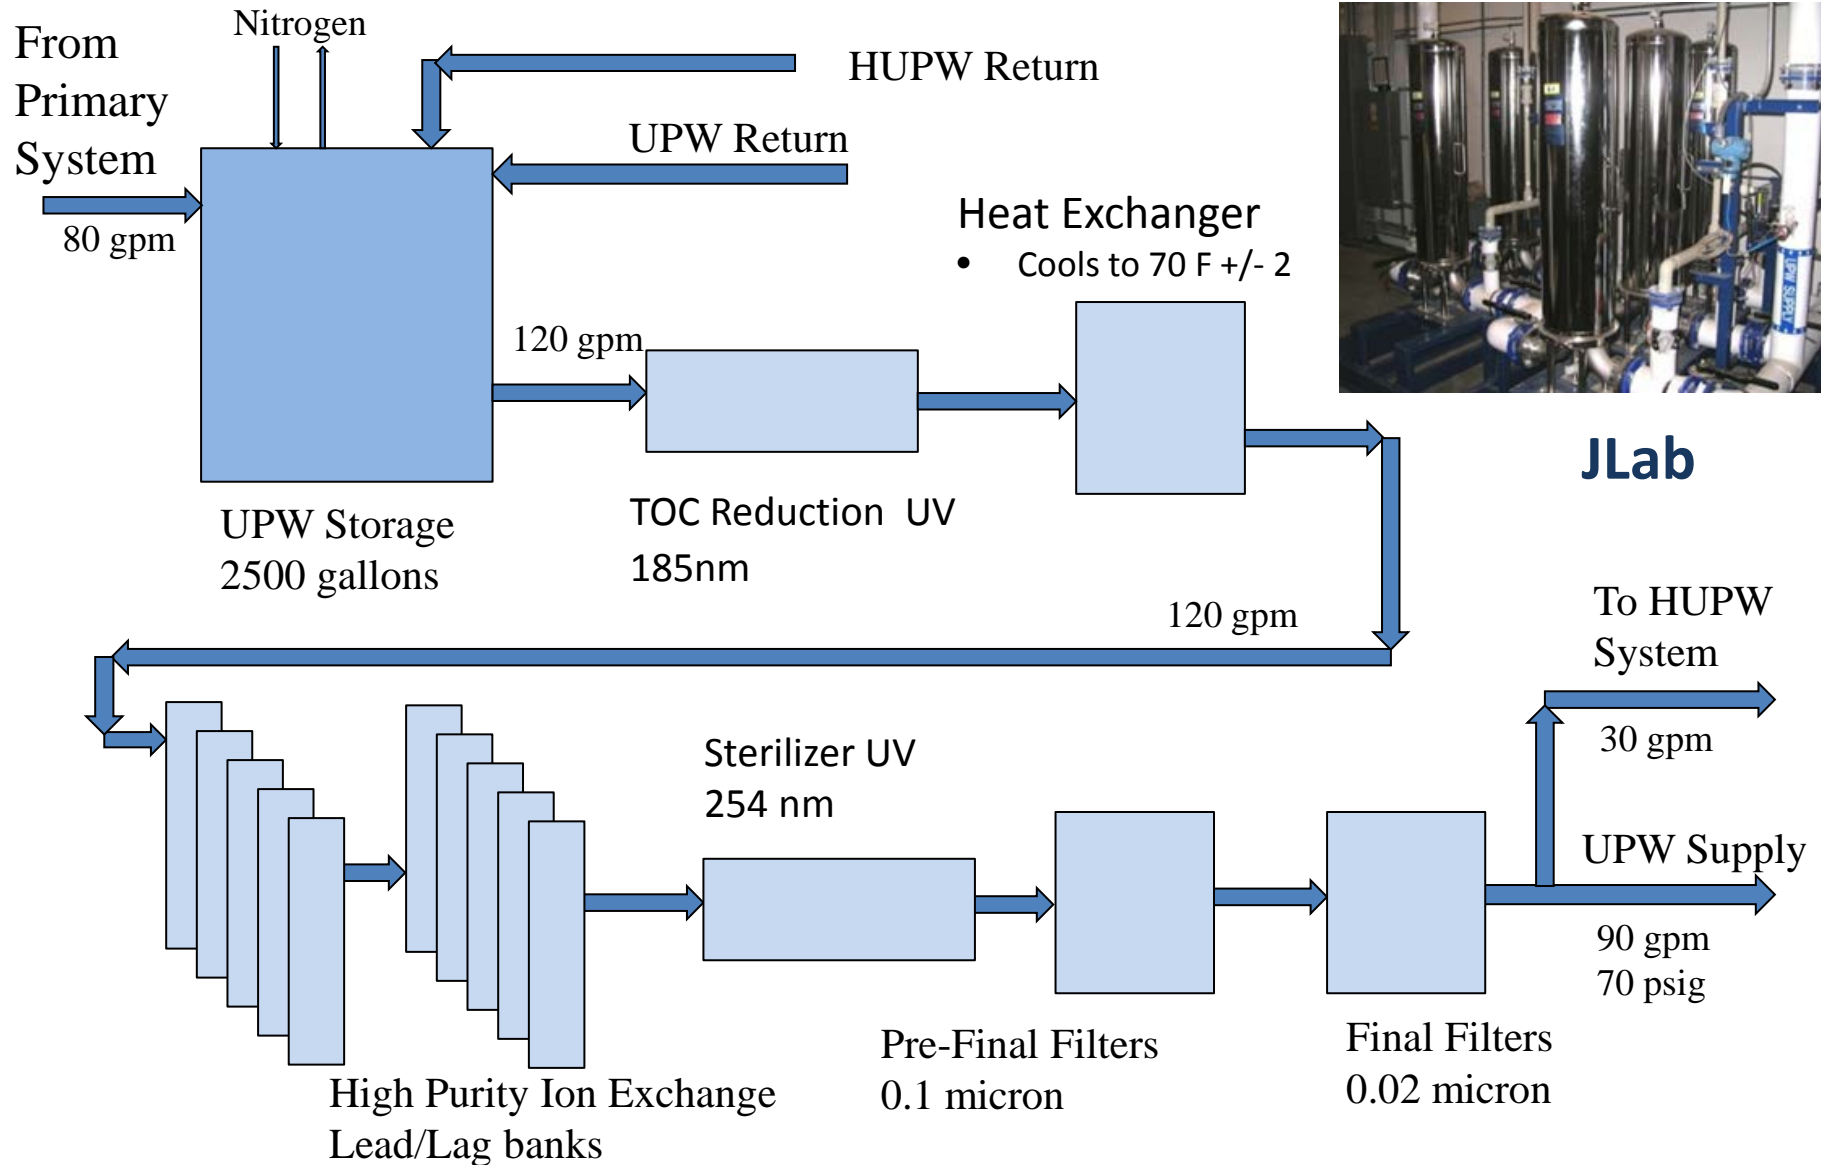 From
Primary
System
80 gpm
Nitrogen
HUPW Return
UPW Return
UPW Storage
2500 gallons
120 gpm
TOC Reduction UV
185nm
Heat Exchanger
• Cools to 70 F +/- 2
UPW SUPPLY
JLab
120 gpm
High Purity Ion Exchange
Lead/Lag banks
Sterilizer UV
254 nm
Pre-Final Filters
0.1 micron
Final Filters
0.02 micron
To HUPW
System
30 gpm
UPW Supply
90 gpm
70 psig